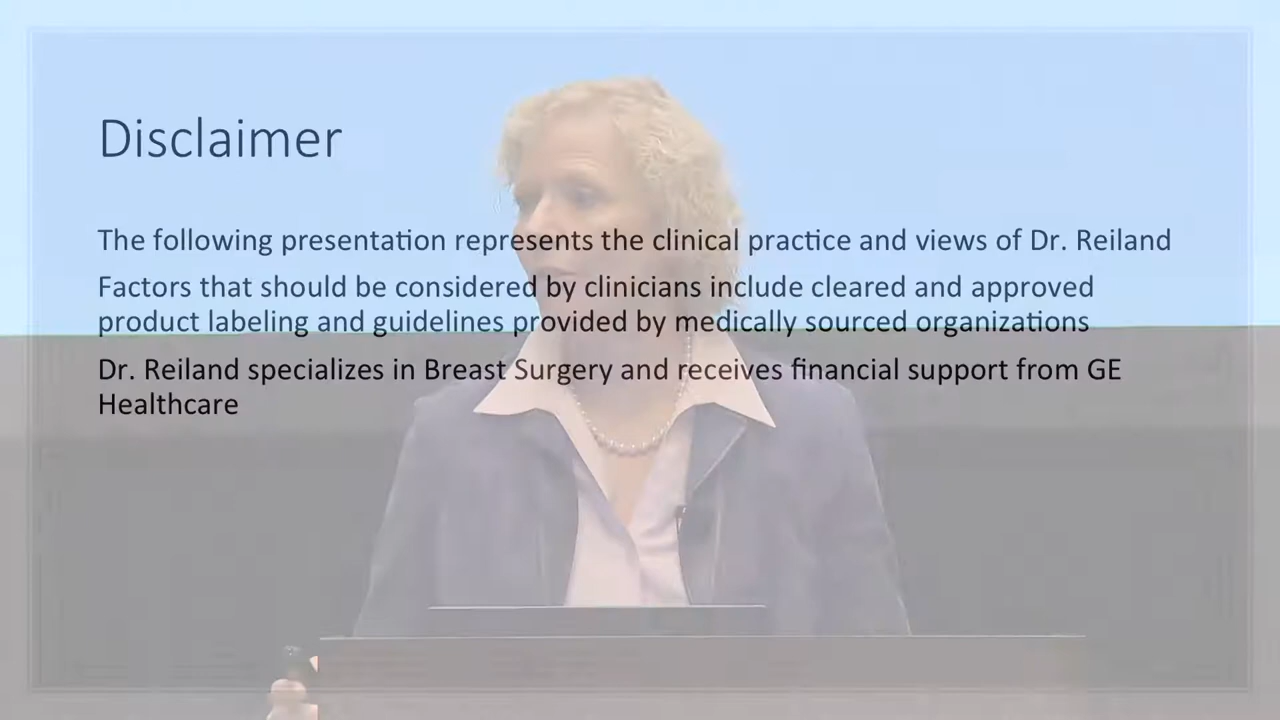 Disclaimer
The following presentation represents the clinical practice and views of Dr. Reiland
Factors that should be considered by clinicians include cleared and approved
product labeling and guidelines provided by medically sourced organizations
Dr. Reiland specializes in Breast Surgery and receives financial support from GE
Healthcare